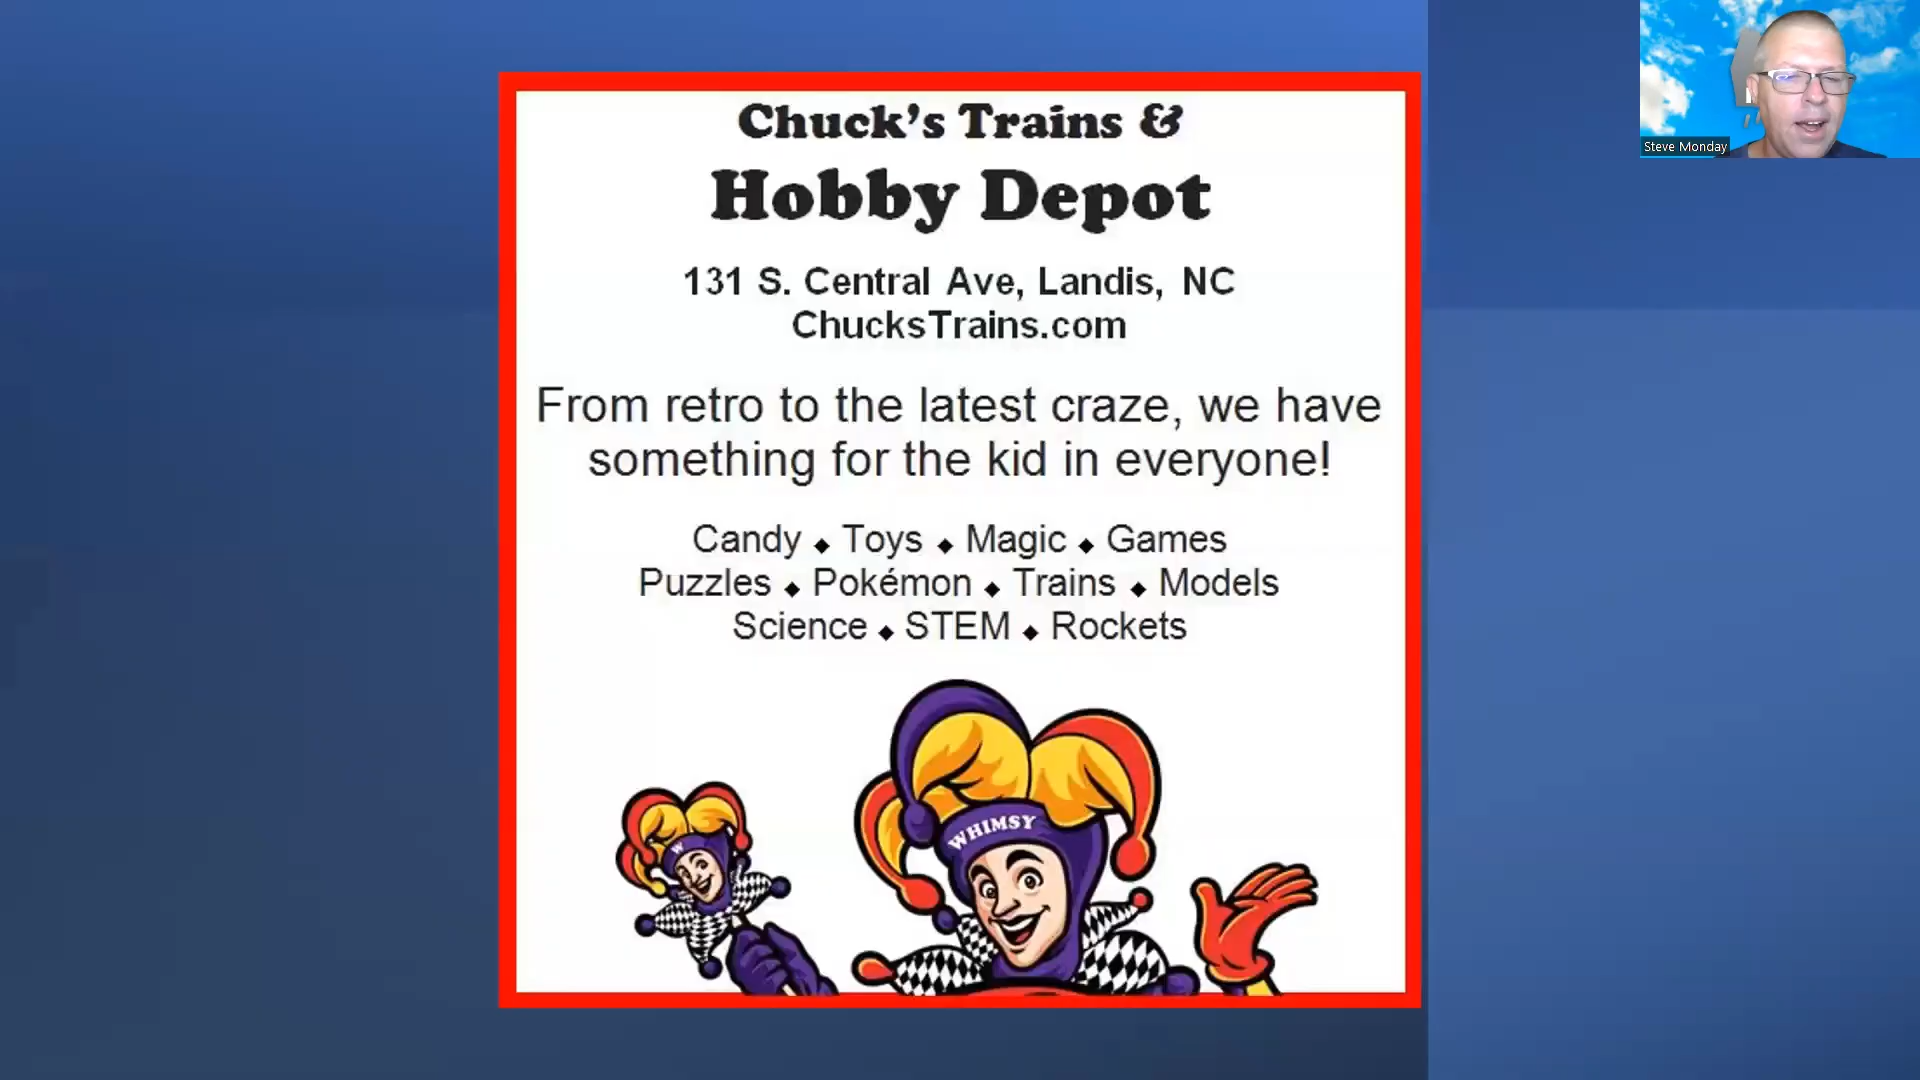 Chuck's Trains &
Hobby Depot
131 S. Central Ave, Landis, NC
ChucksTrains.com
From retro to the latest craze, we have
something for the kid in everyone!
Candy ⬥ Toys ⬥ Magic ⬥ Games
Puzzles ⬥ Pokémon ⬥ Trains ⬥ Models
Science ⬥ STEM ⬥ Rockets
W
WHIMSY
Steve Monday